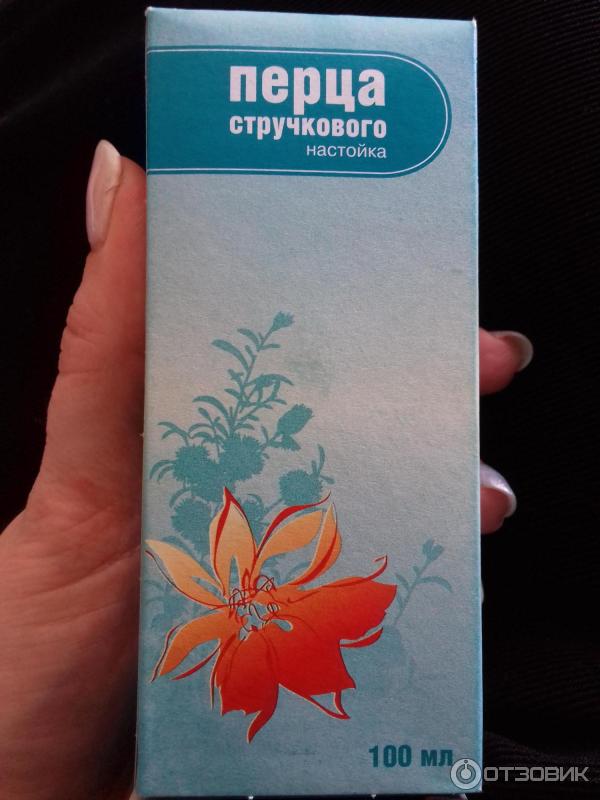 перца
стручкового
настойка
100 мл
ОТЗОВИК